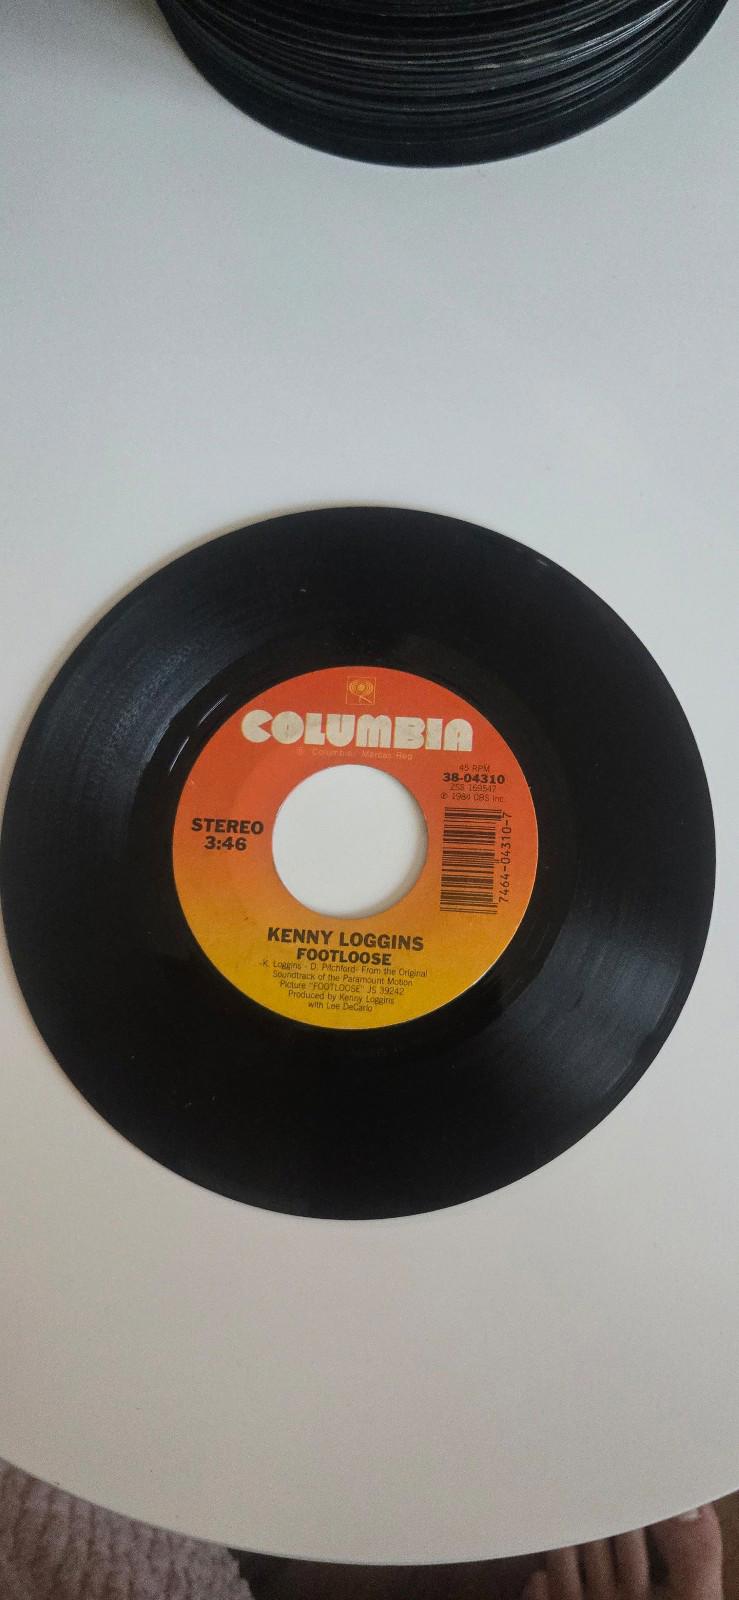 COLUMBIA
® Columbia, Marcas Reg
45 RPM
38-04310
ZSS 169547
℗ 1984 CBS Inc.
STEREO
3:46
7464-04310-7
KENNY LOGGINS
FOOTLOOSE
-K. Loggins - D. Pitchford- From the Original
Soundtrack of the Paramount Motion
Picture "FOOTLOOSE" JS 39242
Produced by Kenny Loggins
with Lee DeCarlo